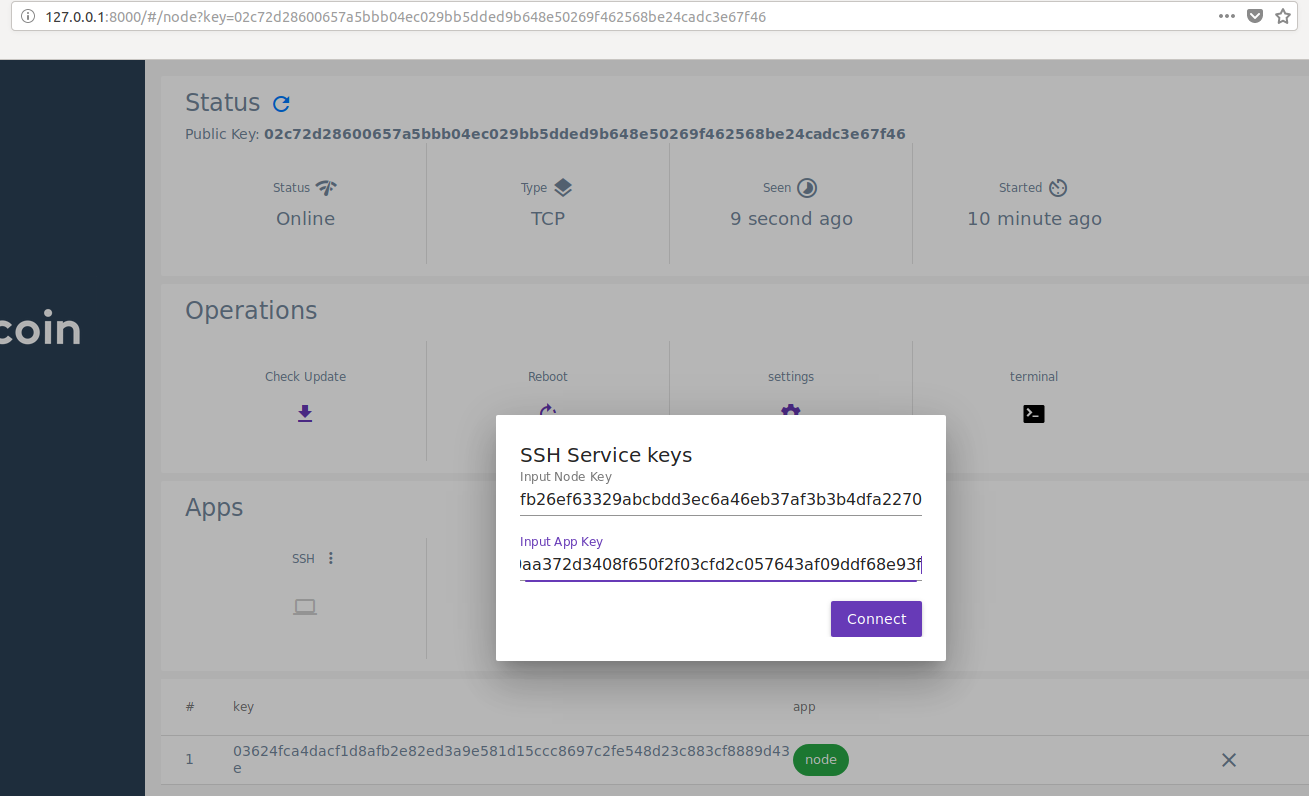 127.0.0.1:8000/#/node?key=02c72d28600657a5bbb04ec029bb5dded9b648e50269f462568be24cadc3e67f46
Status
Public Key: 02c72d28600657a5bbb04ec029bb5dded9b648e50269f462568be24cadc3e67f46
Status Type Seen Started
Online TCP 9 second ago 10 minute ago
coin
Operations
Check Update Reboot settings terminal
SSH Service keys
Input Node Key
fb26ef63329abcbdd3ec6a46eb37af3b3b4dfa2270
Input App Key
aa372d3408f650f2f03cfd2c057643af09ddf68e93f
Connect
Apps
SSH
# key app
1 03624fca4dacf1d8afb2e82ed3a9e581d15ccc8697c2fe548d23c883cf8889d43 node
e